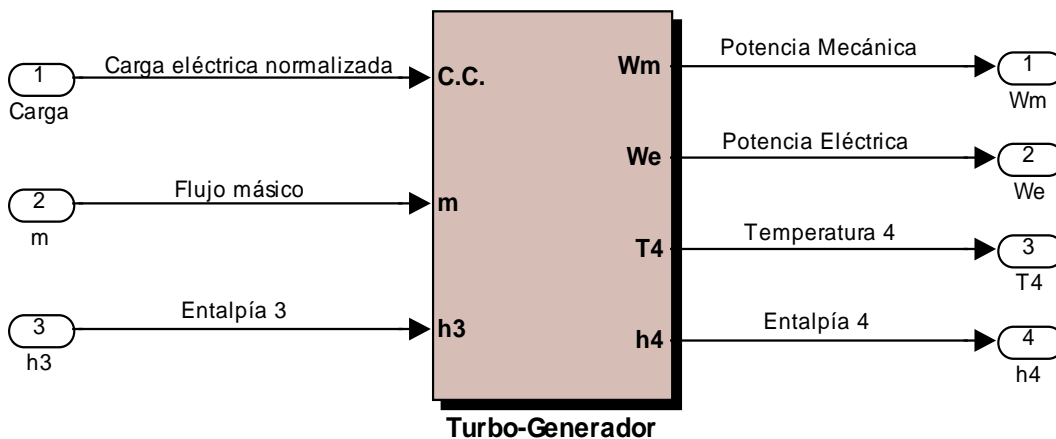 Carga eléctrica normalizada
1
Carga
C.C.
Flujo másico
2
m
m
Entalpía 3
3
h3
h3
Wm
Potencia Mecánica
1
Wm
We
Potencia Eléctrica
2
We
T4
Temperatura 4
3
T4
h4
Entalpía 4
4
h4
Turbo-Generador